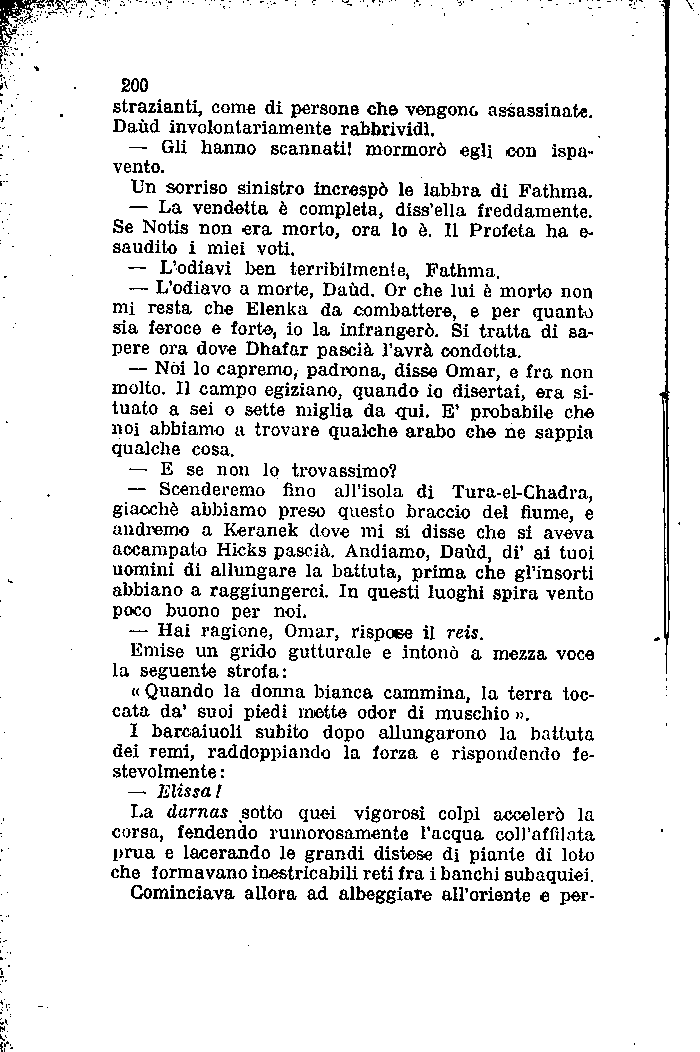 200
strazianti, come di persone che vengono assassinate.
Daùd involontariamente rabbrividì.
— Gli hanno scannati! mormorò egli con ispa-
vento.
Un sorriso sinistro increspò le labbra di Fathma.
— La vendetta è completa, diss'ella freddamente.
Se Notis non era morto, ora lo è. Il Profeta ha e-
saudito i miei voti.
— L'odiavi ben terribilmente, Fathma.
— L'odiavo a morte, Daùd. Or che lui è morto non
mi resta che Elenka da combattere, e per quanto
sia feroce e forte, io la infrangerò. Si tratta di sa-
pere ora dove Dhafar pascià l'avrà condotta.
— Noi lo capremo, padrona, disse Omar, e fra non
molto. Il campo egiziano, quando io disertai, era si-
tuato a sei o sette miglia da qui. E' probabile che
noi abbiamo a trovare qualche arabo che ne sappia
qualche cosa.
— E se non lo trovassimo?
— Scenderemo fino all'isola di Tura-el-Chadra,
giacchè abbiamo preso questo braccio del fiume, e
andremo a Keranek dove mi si disse che si aveva
accampato Hicks pascià. Andiamo, Daùd, di' ai tuoi
uomini di allungare la battuta, prima che gl'insorti
abbiano a raggiungerci. In questi luoghi spira vento
poco buono per noi.
— Hai ragione, Omar, rispose il reis.
Emise un grido gutturale e intonò a mezza voce
la seguente strofa:
« Quando la donna bianca cammina, la terra toc-
cata da' suoi piedi mette odor di muschio ».
I barcaiuoli subito dopo allungarono la battuta
dei remi, raddoppiando la forza e rispondendo fe-
stevolmente:
— Elissa!
La darnas sotto quei vigorosi colpi accelerò la
corsa, fendendo rumorosamente l'acqua coll'affilata
prua e lacerando le grandi distese di piante di loto
che formavano inestricabili reti fra i banchi subaquei.
Cominciava allora ad albeggiare all'oriente e per-